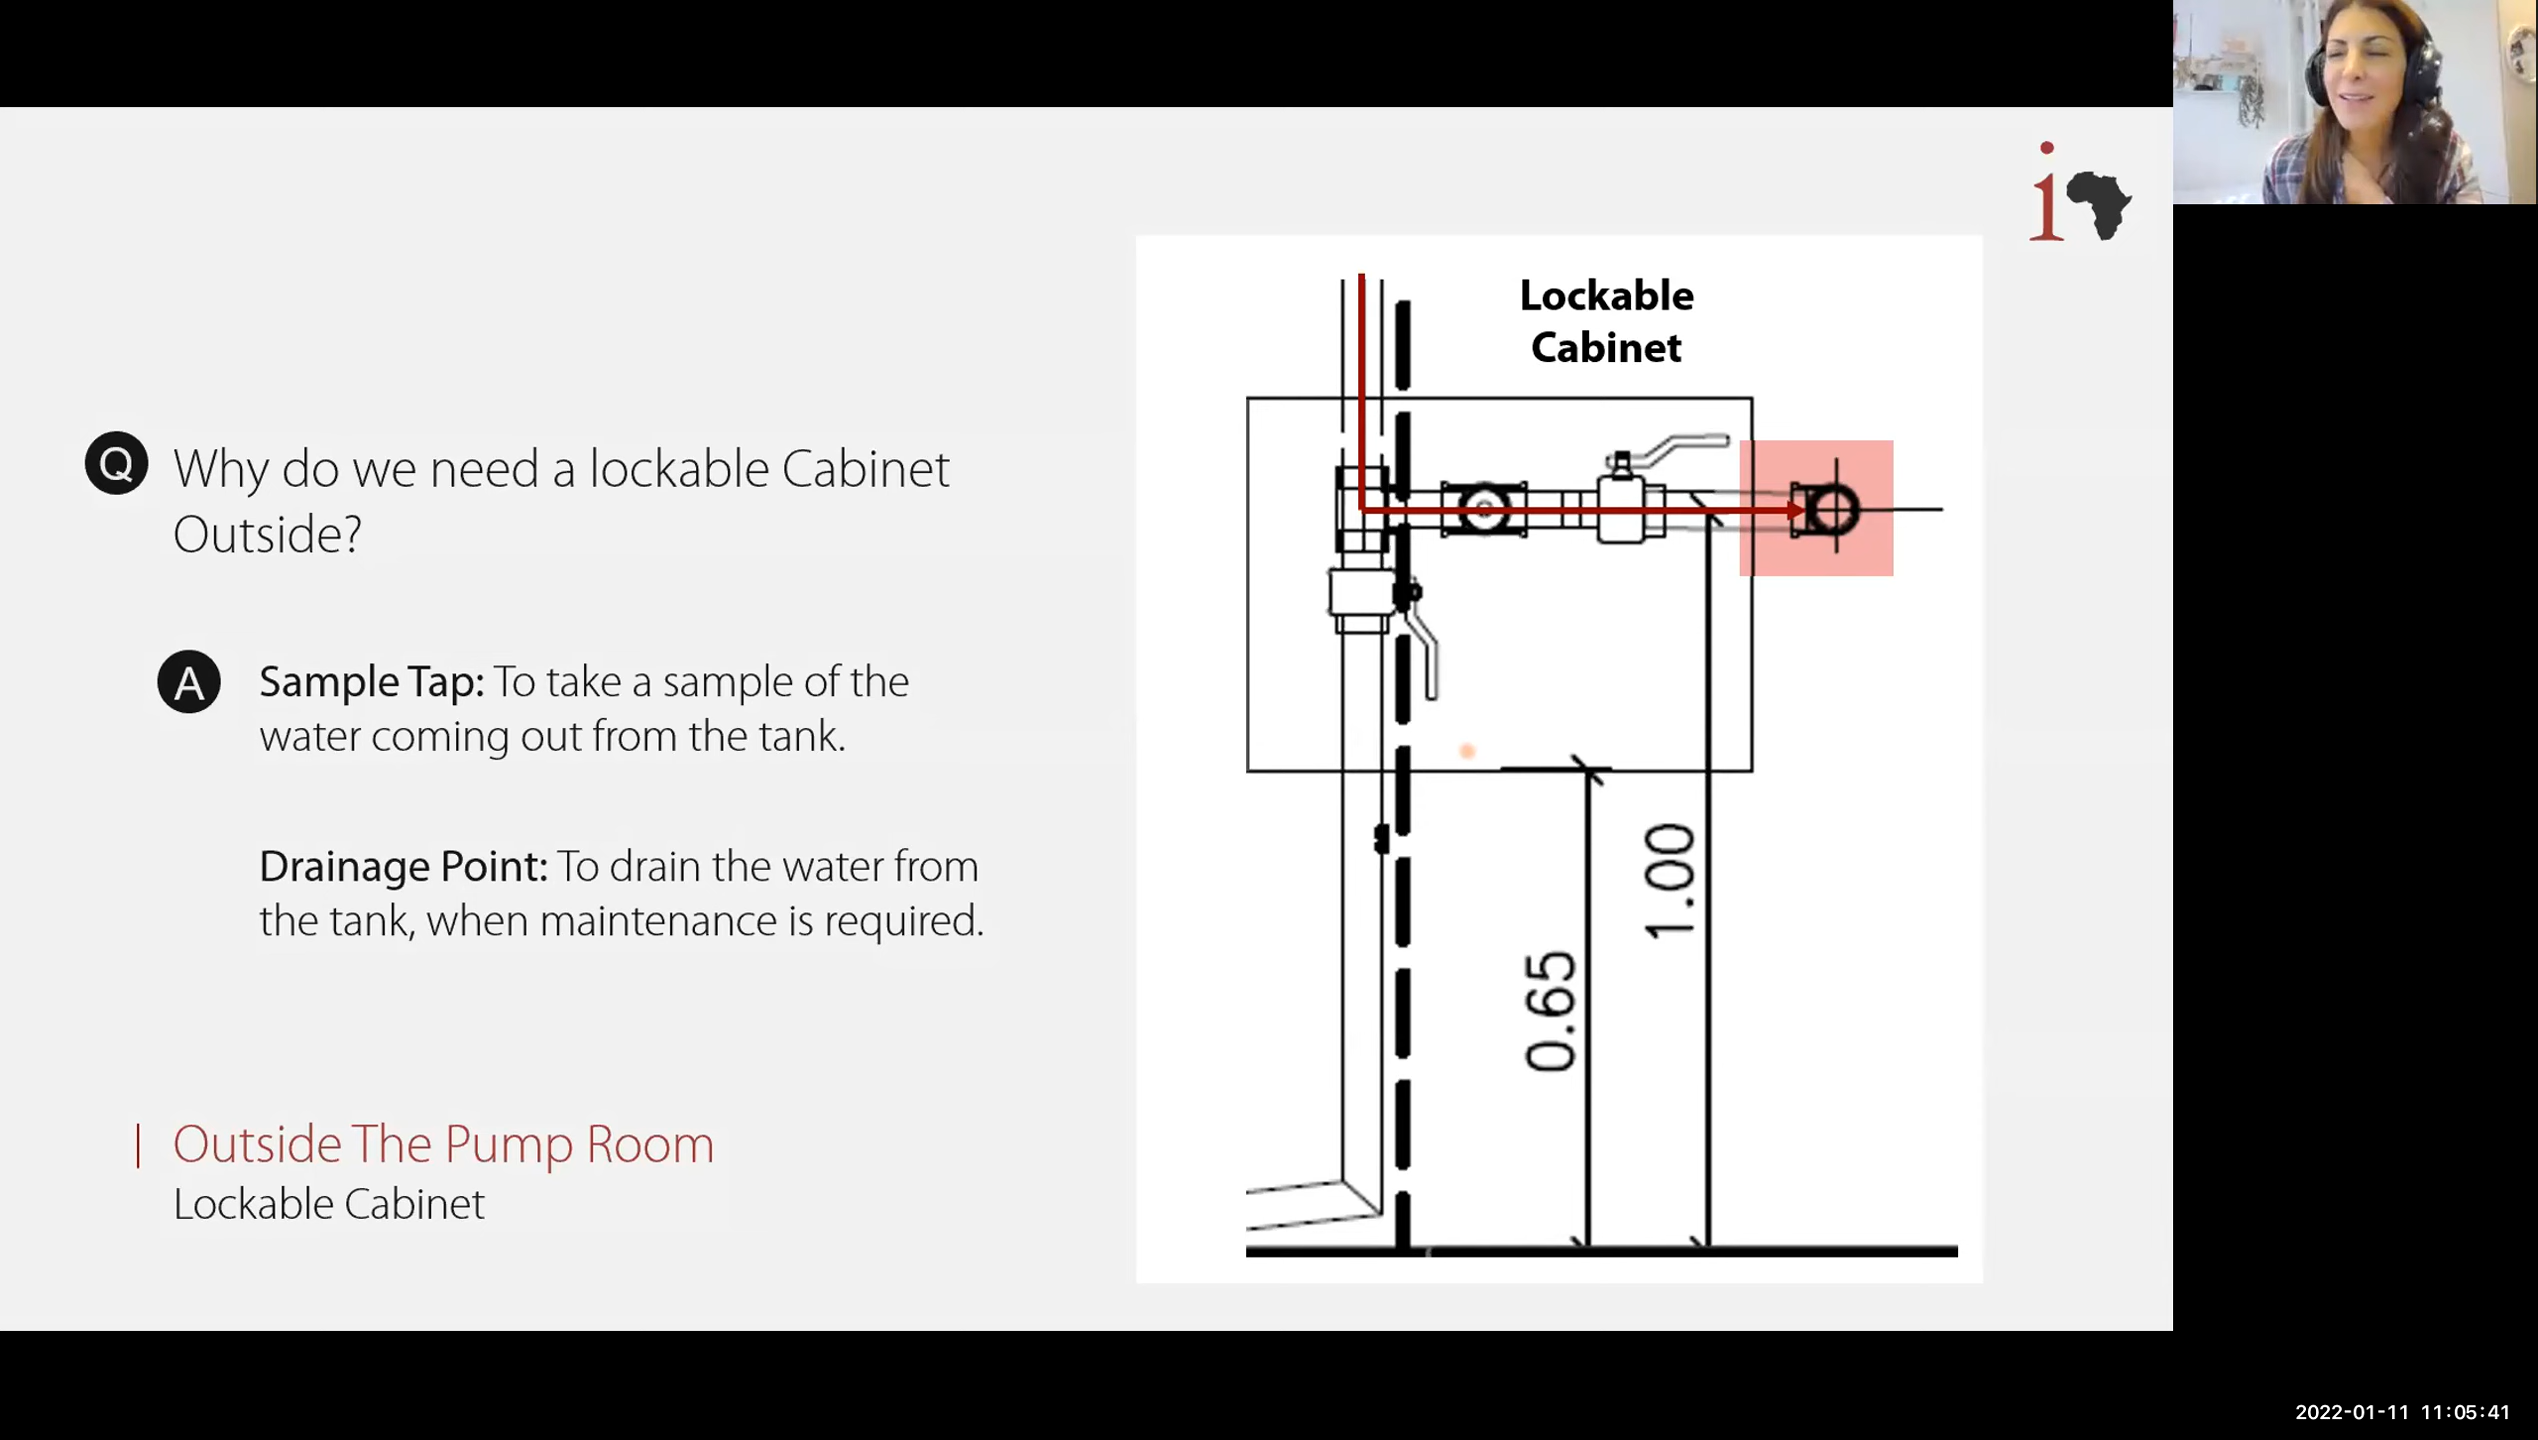 i
Lockable
Cabinet
Q Why do we need a lockable Cabinet
Outside?
A Sample Tap: To take a sample of the
water coming out from the tank.
Drainage Point: To drain the water from
the tank, when maintenance is required.
1.00
0.65
Outside The Pump Room
Lockable Cabinet
2022-01-11 11:05:41